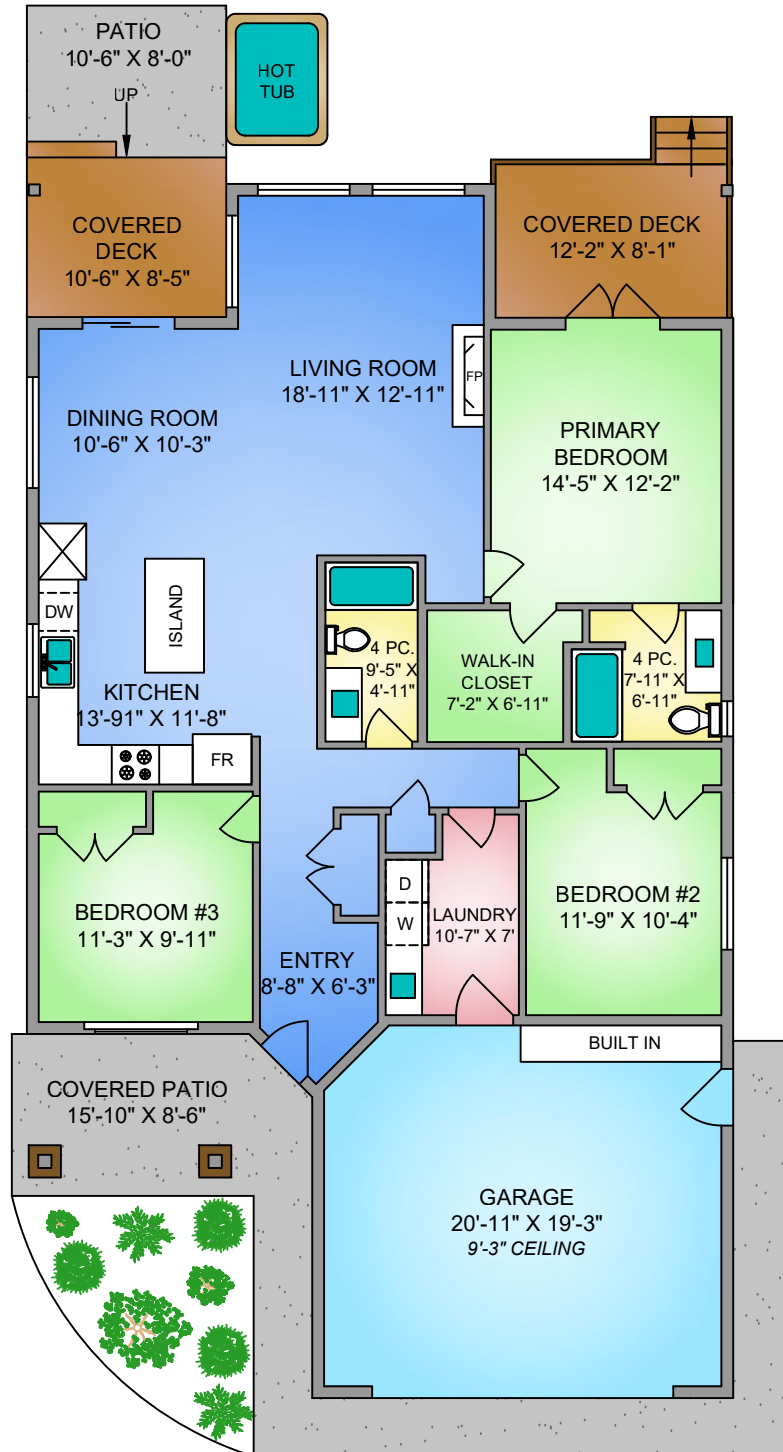 PATIO
10'-6" X 8'-0"
UP
HOT
TUB
COVERED
DECK
10'-6" X 8'-5"
COVERED DECK
12'-2" X 8'-1"
LIVING ROOM
18'-11" X 12'-11"
FP
DINING ROOM
10'-6" X 10'-3"
PRIMARY
BEDROOM
14'-5" X 12'-2"
DW
ISLAND
KITCHEN
13'-91" X 11'-8"
FR
4 PC.
9'-5" X
4'-11"
WALK-IN
CLOSET
7'-2" X 6'-11"
4 PC.
7'-11" X
6'-11"
BEDROOM #3
11'-3" X 9'-11"
D
W
LAUNDRY
10'-7" X 7'
BEDROOM #2
11'-9" X 10'-4"
ENTRY
8'-8" X 6'-3"
BUILT IN
COVERED PATIO
15'-10" X 8'-6"
GARAGE
20'-11" X 19'-3"
9'-3" CEILING